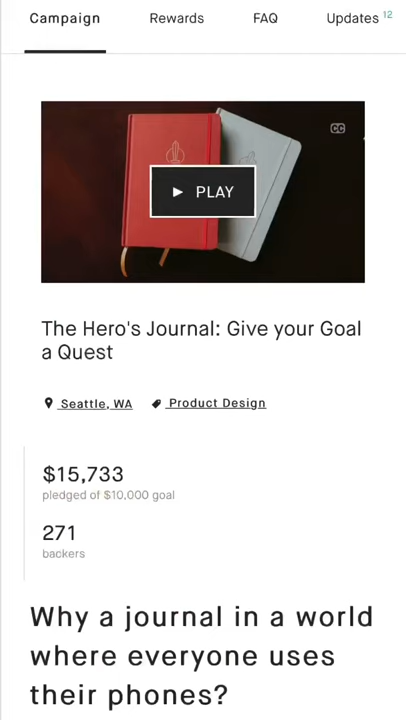 Campaign Rewards FAQ Updates 12
CC
PLAY
The Hero's Journal: Give your Goal
a Quest
Seattle, WA Product Design
$15,733
pledged of $10,000 goal
271
backers
Why a journal in a world
where everyone uses
their phones?